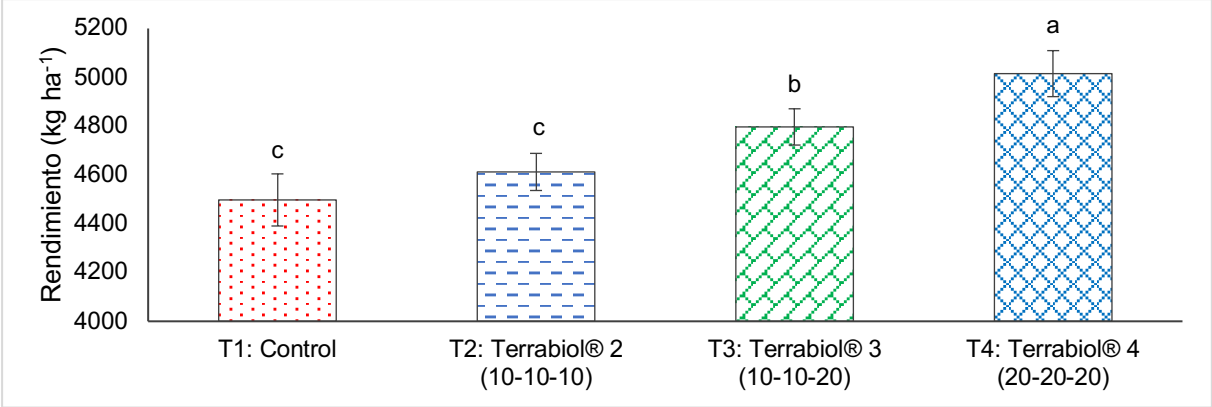 Rendimiento (kg ha-1)
5200
5000
4800
4600
4400
4200
4000
c
c
b
a
T1: Control
T2: Terrabiol® 2
(10-10-10)
T3: Terrabiol® 3
(10-10-20)
T4: Terrabiol® 4
(20-20-20)